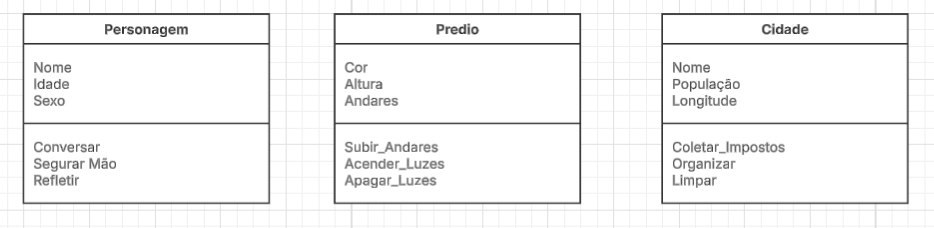 Personagem
Nome
Idade
Sexo
Conversar
Segurar Mão
Refletir
Predio
Cor
Altura
Andares
Subir_Andares
Acender_Luzes
Apagar_Luzes
Cidade
Nome
População
Longitude
Coletar_Impostos
Organizar
Limpar